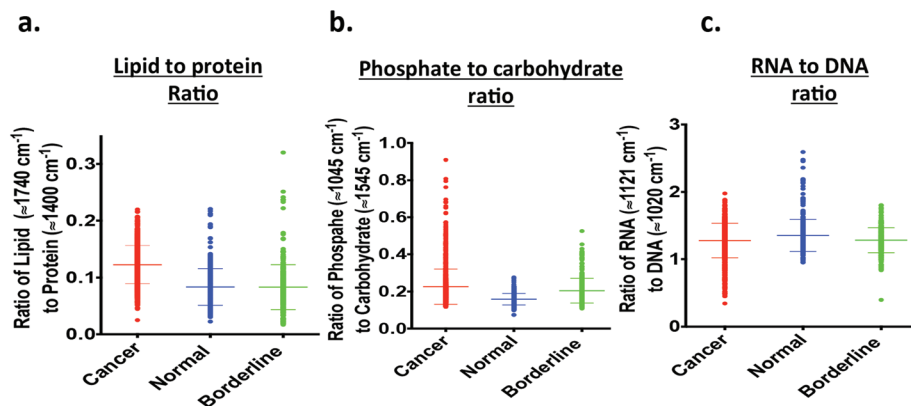 a.
Lipid to protein
Ratio
Ratio of Lipid (≈1740 cm-1)
to Protein (≈1400 cm-1)
0.3
0.2
0.1
0.0
Cancer
Normal
Borderline
b.
Phosphate to carbohydrate
ratio
Ratio of Phospahe (≈1045 cm-1)
to Carbohydrate (≈1545 cm-1)
1.0
0.8
0.6
0.4
0.2
0.0
Cancer
Normal
Borderline
c.
RNA to DNA
ratio
Ratio of RNA (≈1121 cm-1)
to DNA (≈1020 cm-1)
3
2
1
0
Cancer
Normal
Borderline